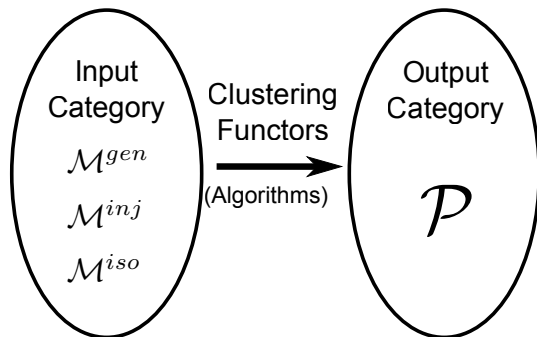 Input
Category
ℳ^{gen}
ℳ^{inj}
ℳ^{iso}
Clustering
Functors
(Algorithms)
Output
Category
𝒫